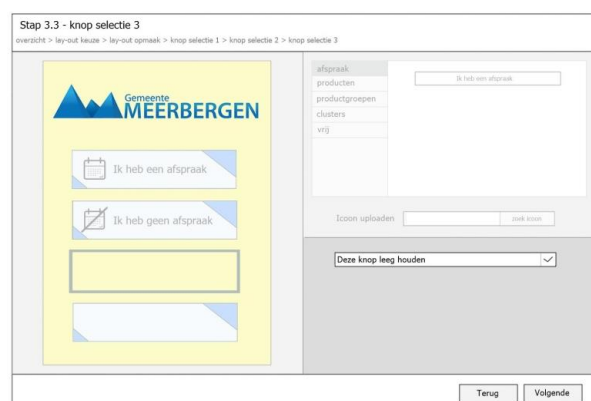 Stap 3.3 - knop selectie 3
overzicht > lay-out keuze > lay-out opmaak > knop selectie 1 > knop selectie 2 > knop selectie 3
Gemeente
MEERBERGEN
Ik heb een afspraak
Ik heb geen afspraak
afspraak
producten
productgroepen
clusters
vrij
Ik heb een afspraak
Icoon uploaden
zoek icoon
Deze knop leeg houden
Terug
Volgende